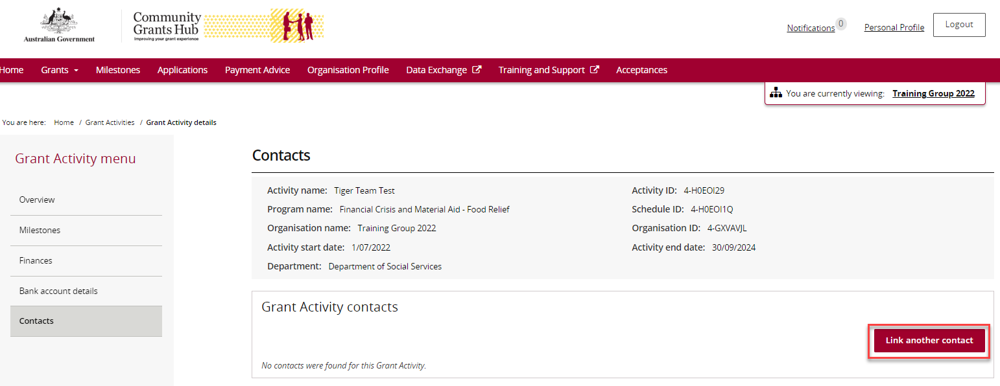 Australian Government
Community
Grants Hub
Improving your grant experience
Notifications 0
Personal Profile
Logout
Home Grants Milestones Applications Payment Advice Organisation Profile Data Exchange Training and Support Acceptances
You are currently viewing: Training Group 2022
You are here: Home / Grant Activities / Grant Activity details
Grant Activity menu
Overview
Milestones
Finances
Bank account details
Contacts
Contacts
Activity name: Tiger Team Test
Activity ID: 4-H0EOI29
Program name: Financial Crisis and Material Aid - Food Relief
Schedule ID: 4-H0EOI1Q
Organisation name: Training Group 2022
Organisation ID: 4-GXVAVJL
Activity start date: 1/07/2022
Activity end date: 30/09/2024
Department: Department of Social Services
Grant Activity contacts
Link another contact
No contacts were found for this Grant Activity.